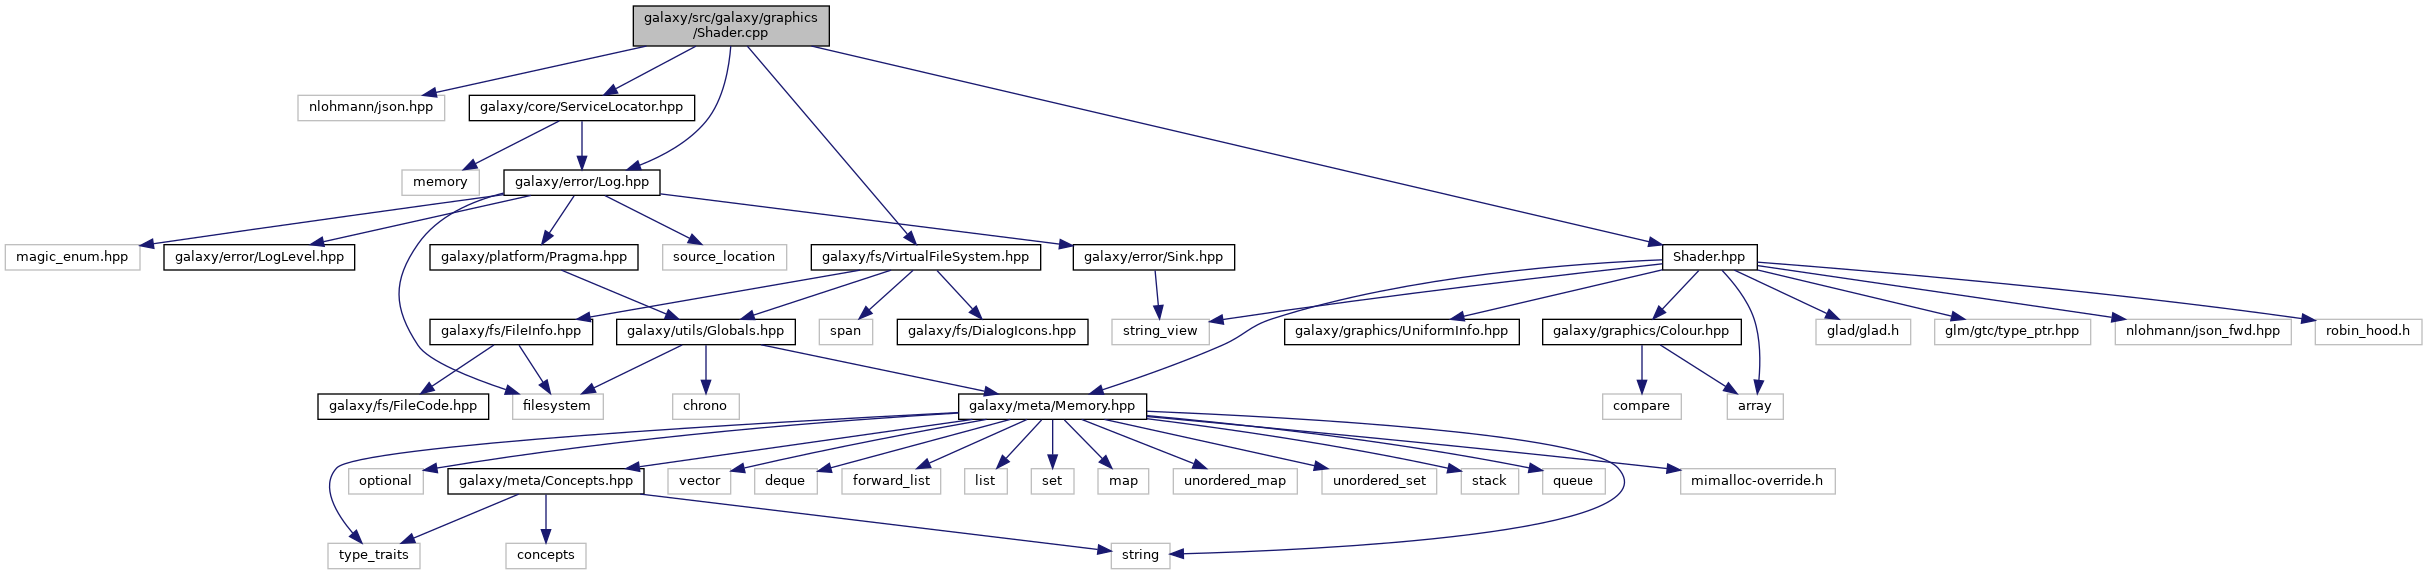 galaxy/src/galaxy/graphics
/Shader.cpp
nlohmann/json.hpp
galaxy/core/ServiceLocator.hpp
memory
galaxy/error/Log.hpp
magic_enum.hpp
galaxy/error/LogLevel.hpp
galaxy/platform/Pragma.hpp
source_location
galaxy/fs/VirtualFileSystem.hpp
galaxy/error/Sink.hpp
Shader.hpp
galaxy/fs/FileInfo.hpp
galaxy/utils/Globals.hpp
span
galaxy/fs/DialogIcons.hpp
string_view
galaxy/graphics/UniformInfo.hpp
galaxy/graphics/Colour.hpp
glad/glad.h
glm/gtc/type_ptr.hpp
nlohmann/json_fwd.hpp
robin_hood.h
galaxy/fs/FileCode.hpp
filesystem
chrono
galaxy/meta/Memory.hpp
compare
array
optional
galaxy/meta/Concepts.hpp
vector
deque
forward_list
list
set
map
unordered_map
unordered_set
stack
queue
mimalloc-override.h
type_traits
concepts
string